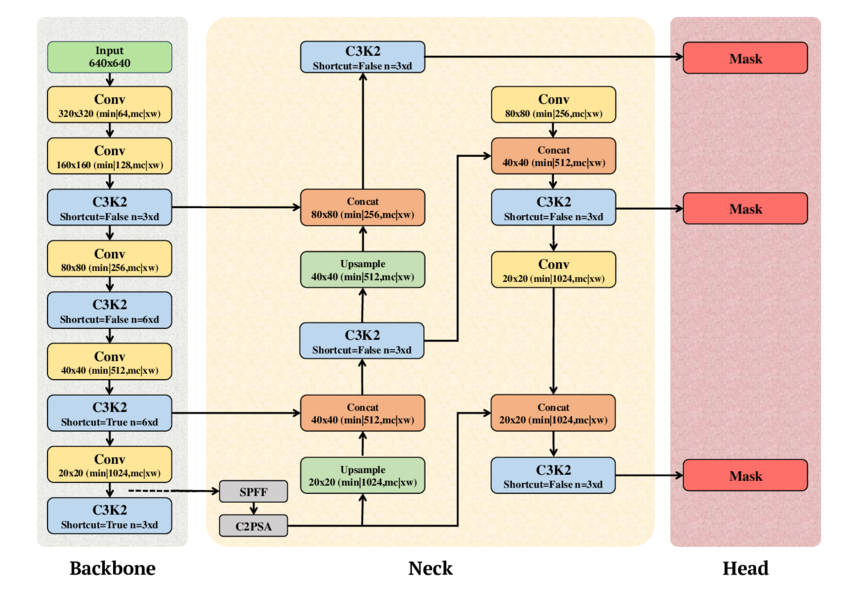 Input
640x640
Conv
320x320 (min|64,mc|xw)
Conv
160x160 (min|128,mc|xw)
C3K2
Shortcut=False n=3xd
Conv
80x80 (min|256,mc|xw)
C3K2
Shortcut=False n=6xd
Conv
40x40 (min|512,mc|xw)
C3K2
Shortcut=True n=6xd
Conv
20x20 (min|1024,mc|xw)
C3K2
Shortcut=True n=3xd
Backbone
C3K2
Shortcut=False n=3xd
Concat
80x80 (min|256,mc|xw)
Upsample
40x40 (min|512,mc|xw)
C3K2
Shortcut=False n=3xd
Concat
40x40 (min|512,mc|xw)
Upsample
20x20 (min|1024,mc|xw)
SPFF
C2PSA
Conv
80x80 (min|256,mc|xw)
Concat
40x40 (min|512,mc|xw)
C3K2
Shortcut=False n=3xd
Conv
20x20 (min|1024,mc|xw)
Concat
20x20 (min|1024,mc|xw)
C3K2
Shortcut=False n=3xd
Neck
Mask
Mask
Mask
Head